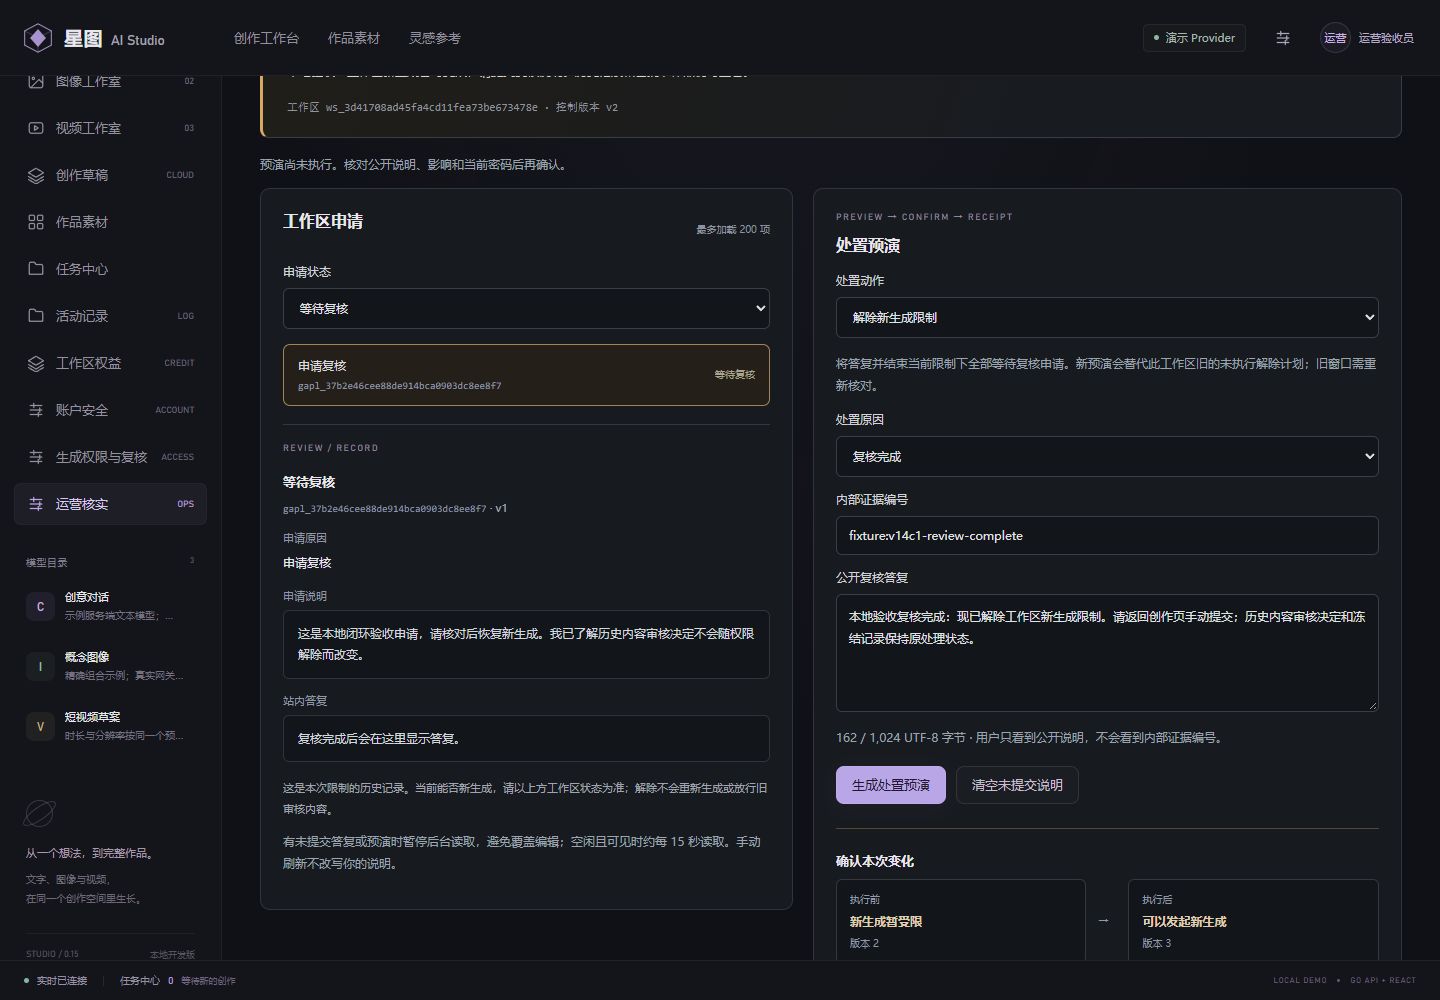 星图 AI Studio
创作工作台
作品素材
灵感参考
演示 Provider
运营
运营验收员
图像工作室 02
视频工作室 03
创作草稿 CLOUD
作品素材
任务中心
活动记录 LOG
工作区权益 CREDIT
账户安全 ACCOUNT
生成权限与复核 ACCESS
运营核实 OPS
模型目录 3
C
创意对话
示例服务端文本模型；...
I
概念图像
精确组合示例；真实网关...
V
短视频草案
时长与分辨率按同一个预...
从一个想法，到完整作品。
文字、图像与视频，
在同一个创作空间里生长。
STUDIO / 0.15 本地开发版
工作区 ws_3d41708ad45fa4cd11fea73be673478e · 控制版本 v2
预演尚未执行。核对公开说明、影响和当前密码后再确认。
工作区申请
最多加载 200 项
申请状态
等待复核
申请复核
gapl_37b2e46cee88de914bca0903dc8ee8f7
等待复核
REVIEW / RECORD
等待复核
gapl_37b2e46cee88de914bca0903dc8ee8f7 · v1
申请原因
申请复核
申请说明
这是本地闭环验收申请，请核对后恢复新生成。我已了解历史内容审核决定不会随权限
解除而改变。
站内答复
复核完成后会在这里显示答复。
这是本次限制的历史记录。当前能否新生成，请以上方工作区状态为准；解除不会重新生成或放行旧
审核内容。
有未提交答复或预演时暂停后台读取，避免覆盖编辑；空闲且可见时约每 15 秒读取。手动
刷新不改写你的说明。
PREVIEW → CONFIRM → RECEIPT
处置预演
处置动作
解除新生成限制
将答复并结束当前限制下全部等待复核申请。新预演会替代此工作区旧的未执行解除计划；旧窗口需重
新核对。
处置原因
复核完成
内部证据编号
fixture:v14c1-review-complete
公开复核答复
本地验收复核完成：现已解除工作区新生成限制。请返回创作页手动提交；历史内容审核决定和冻
结记录保持原处理状态。
162 / 1,024 UTF-8 字节 · 用户只看到公开说明，不会看到内部证据编号。
生成处置预演
清空未提交说明
确认本次变化
执行前
新生成暂受限
版本 2
→
执行后
可以发起新生成
版本 3
实时已连接
任务中心 0 等待新的创作
LOCAL DEMO • GO API + REACT